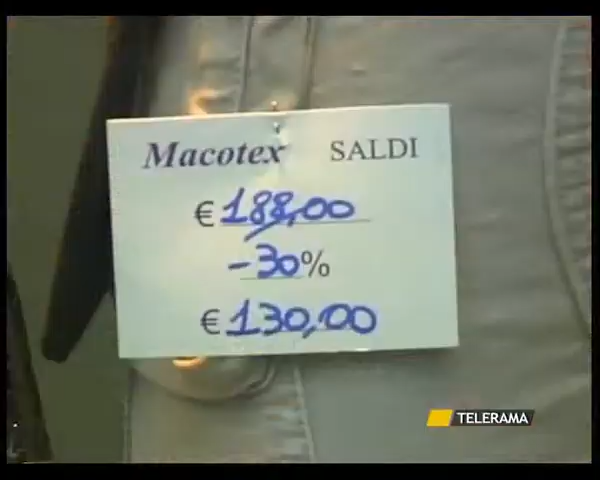 Macotex SALDI
€ 188,00
-30%
€ 130,00
TELERAMA